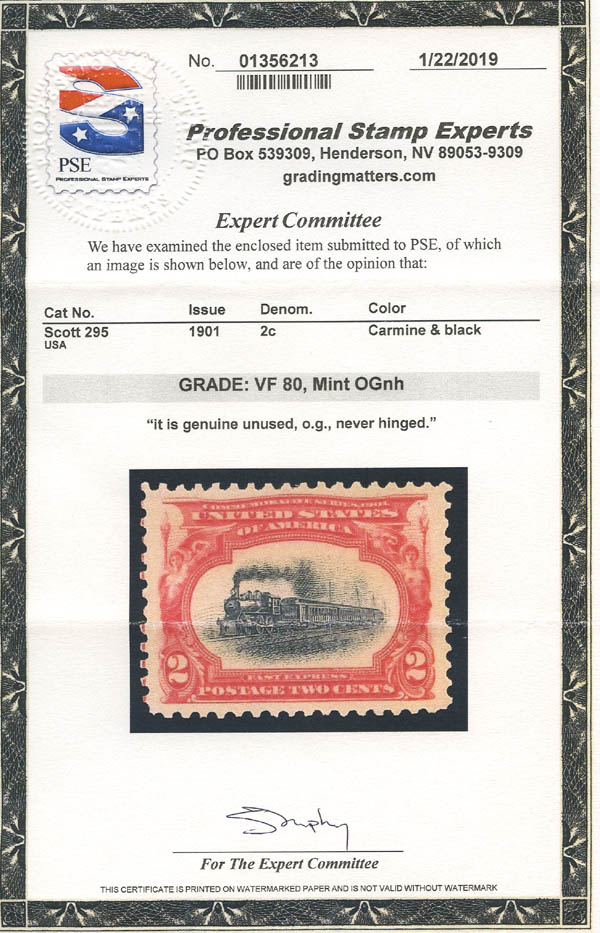 No. 01356213 1/22/2019
PSE
PROFESSIONAL STAMP EXPERTS
Professional Stamp Experts
PO Box 539309, Henderson, NV 89053-9309
gradingmatters.com
Expert Committee
We have examined the enclosed item submitted to PSE, of which
an image is shown below, and are of the opinion that:
Cat No. Issue Denom. Color
Scott 295 1901 2c Carmine & black
USA
GRADE: VF 80, Mint OGnh
"it is genuine unused, o.g., never hinged."
COMMEMORATIVE SERIES, 1901.
UNITED STATES
OF AMERICA
2 2
FAST EXPRESS
POSTAGE TWO CENTS
For The Expert Committee
THIS CERTIFICATE IS PRINTED ON WATERMARKED PAPER AND IS NOT VALID WITHOUT WATERMARK